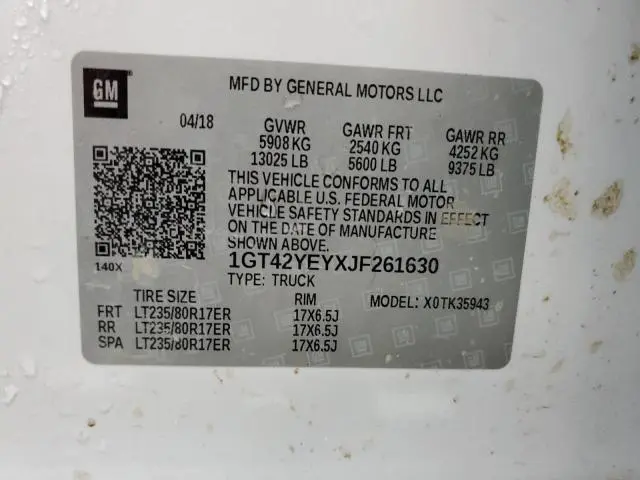 GM
MFD BY GENERAL MOTORS LLC
04/18 GVWR GAWR FRT GAWR RR
5908 KG 2540 KG 4252 KG
13025 LB 5600 LB 9375 LB
THIS VEHICLE CONFORMS TO ALL
APPLICABLE U.S. FEDERAL MOTOR
VEHICLE SAFETY STANDARDS IN EFFECT
ON THE DATE OF MANUFACTURE
SHOWN ABOVE.
140X 1GT42YEYXJF261630
TYPE: TRUCK
TIRE SIZE RIM MODEL: X0TK35943
FRT LT235/80R17ER 17X6.5J
RR LT235/80R17ER 17X6.5J
SPA LT235/80R17ER 17X6.5J